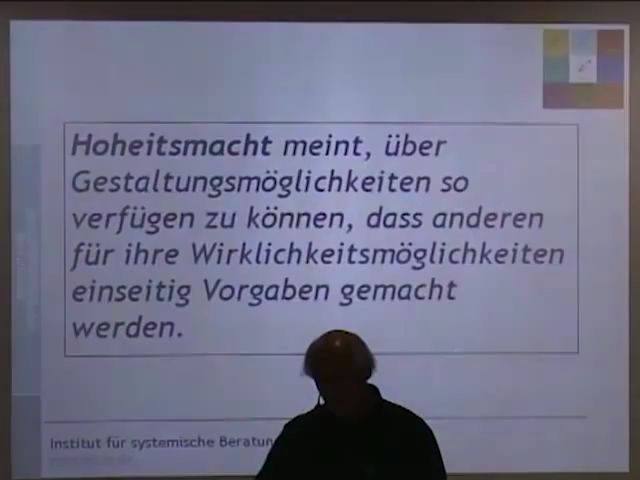 Hoheitsmacht meint, über
Gestaltungsmöglichkeiten so
verfügen zu können, dass anderen
für ihre Wirklichkeitsmöglichkeiten
einseitig Vorgaben gemacht
werden.
Institut für systemische Beratun